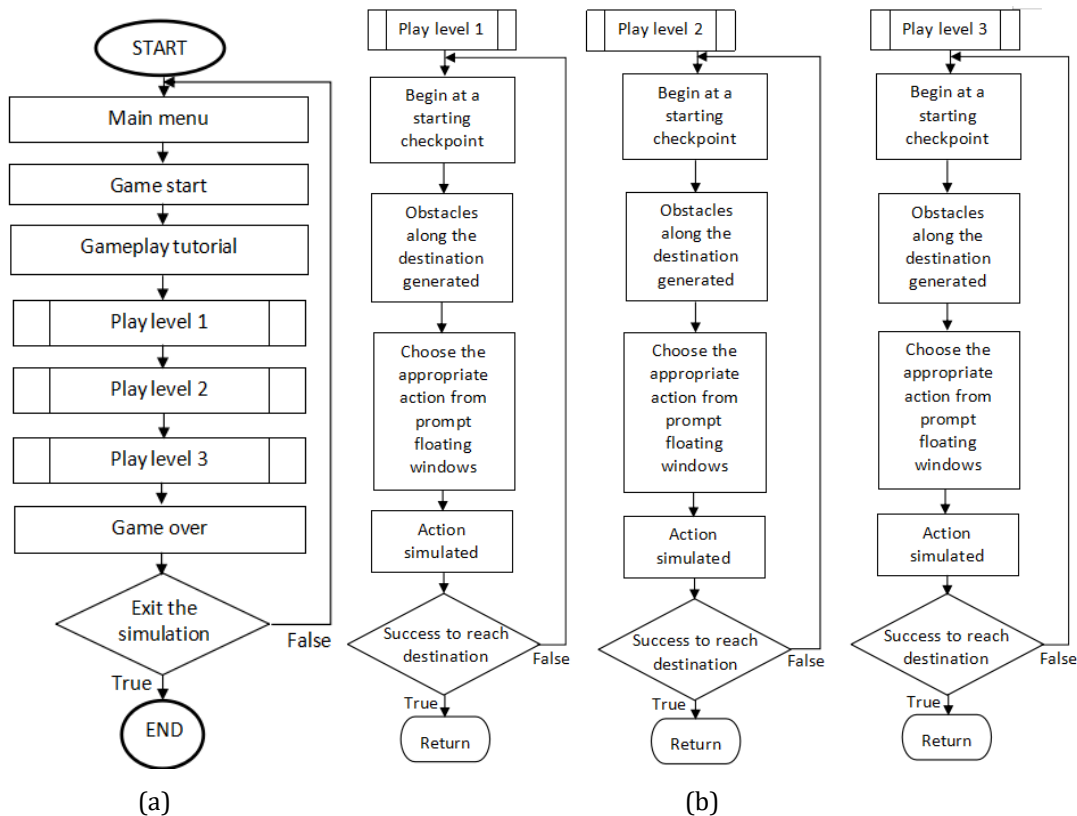 START
Main menu
Game start
Gameplay tutorial
Play level 1
Play level 2
Play level 3
Game over
Exit the
simulation
False
True
END
(a)
Play level 1
Begin at a
starting
checkpoint
Obstacles
along the
destination
generated
Choose the
appropriate
action from
prompt
floating
windows
Action
simulated
Success to reach
destination
False
True
Return
Play level 2
Begin at a
starting
checkpoint
Obstacles
along the
destination
generated
Choose the
appropriate
action from
prompt
floating
windows
Action
simulated
Success to reach
destination
False
True
Return
Play level 3
Begin at a
starting
checkpoint
Obstacles
along the
destination
generated
Choose the
appropriate
action from
prompt
floating
windows
Action
simulated
Success to reach
destination
False
True
Return
(b)